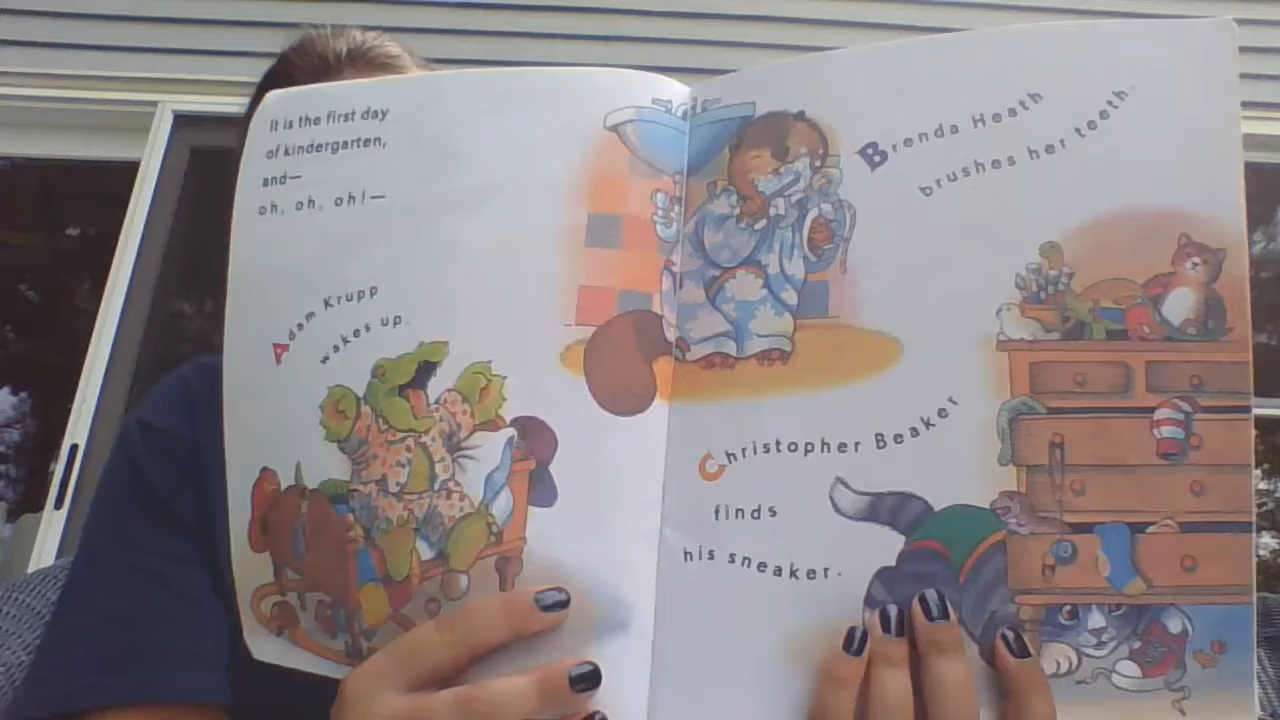 It is the first day
of kindergarten,
and—
oh, oh, oh!—
Adam Krupp
wakes up.
Brenda Heath
brushes her teeth.
Christopher Beaker
finds
his sneaker.